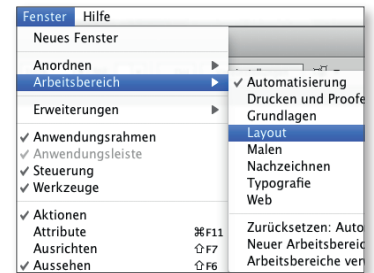 Fenster Hilfe
Neues Fenster
Anordnen
Arbeitsbereich
Erweiterungen
✓ Anwendungsrahmen
✓ Anwendungsleiste
✓ Steuerung
✓ Werkzeuge
✓ Aktionen
Attribute ⌘F11
Ausrichten ⇧F7
✓ Aussehen ⇧F6
✓ Automatisierung
Drucken und Proofe
Grundlagen
Layout
Malen
Nachzeichnen
Typografie
Web
Zurücksetzen: Auto
Neuer Arbeitsbereic
Arbeitsbereiche ver